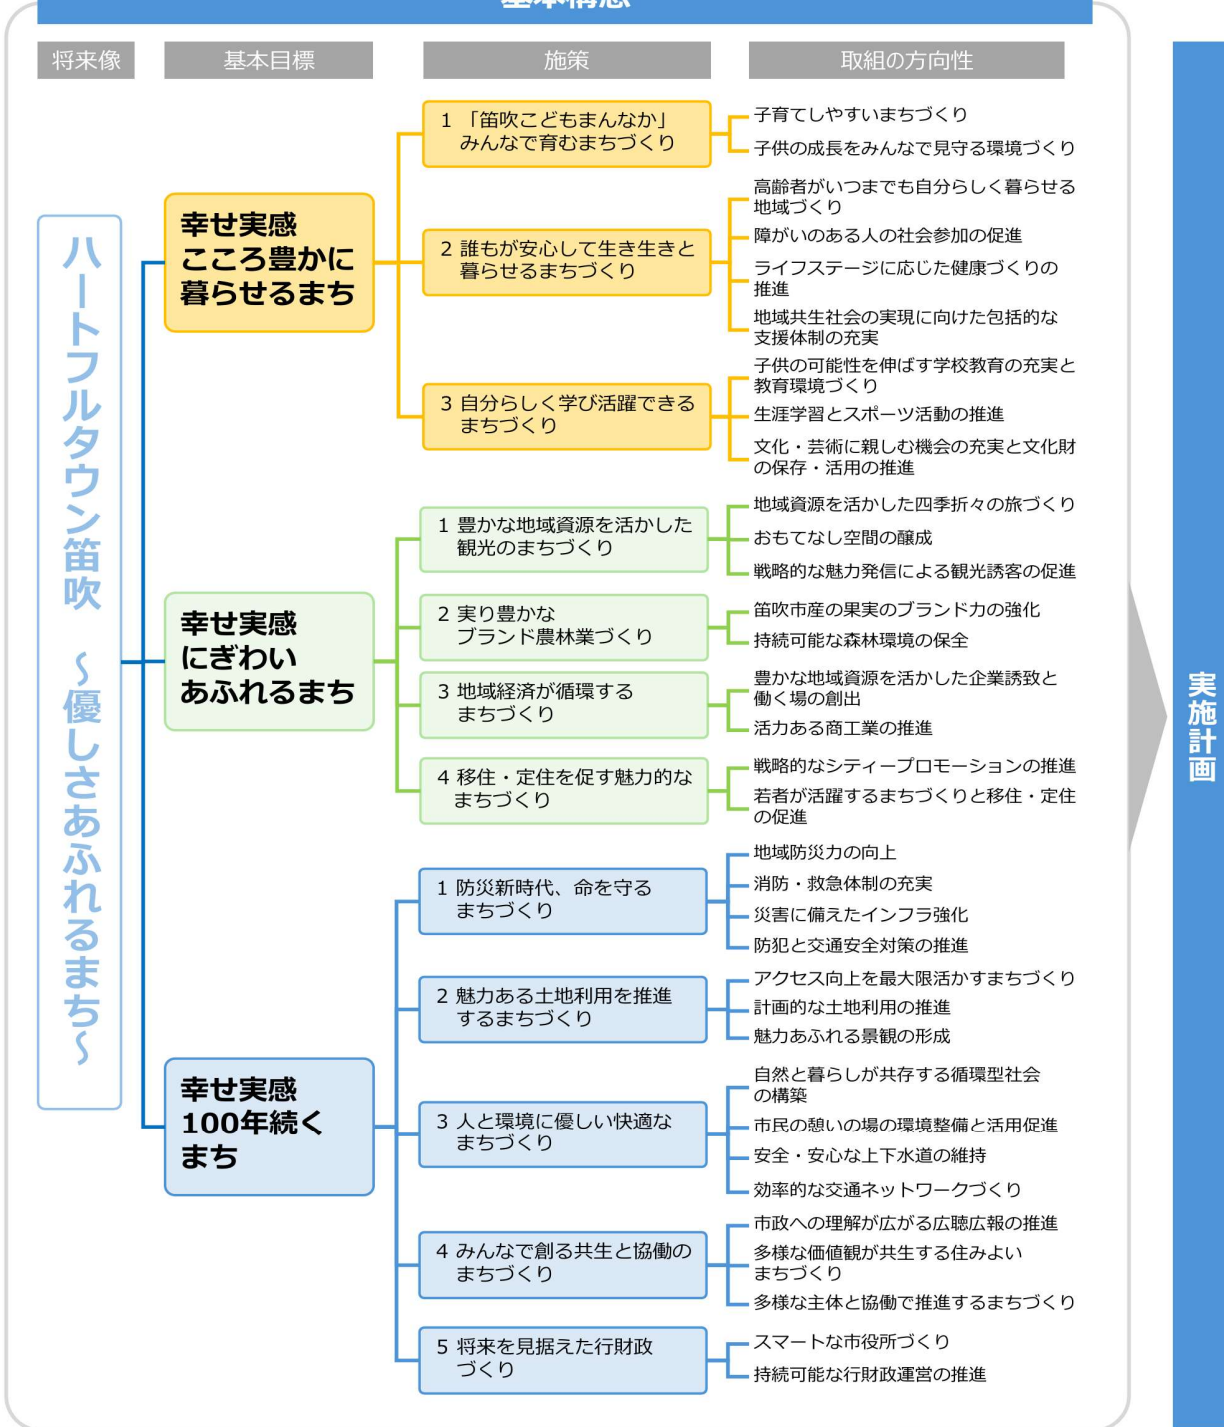 基本構想
将来像
基本目標
施策
取組の方向性
ハートフルタウン笛吹 ~優しさあふれるまち~
幸せ実感
こころ豊かに
暮らせるまち
1 「笛吹こどもまんなか」
みんなで育むまちづくり
子育てしやすいまちづくり
子供の成長をみんなで見守る環境づくり
2 誰もが安心して生き生きと
暮らせるまちづくり
高齢者がいつまでも自分らしく暮らせる
地域づくり
障がいのある人の社会参加の促進
ライフステージに応じた健康づくりの
推進
地域共生社会の実現に向けた包括的な
支援体制の充実
3 自分らしく学び活躍できる
まちづくり
子供の可能性を伸ばす学校教育の充実と
教育環境づくり
生涯学習とスポーツ活動の推進
文化・芸術に親しむ機会の充実と文化財
の保存・活用の推進
幸せ実感
にぎわい
あふれるまち
1 豊かな地域資源を活かした
観光のまちづくり
地域資源を活かした四季折々の旅づくり
おもてなし空間の醸成
戦略的な魅力発信による観光誘客の促進
2 実り豊かな
ブランド農林業づくり
笛吹市産の果実のブランド力の強化
持続可能な森林環境の保全
3 地域経済が循環する
まちづくり
豊かな地域資源を活かした企業誘致と
働く場の創出
活力ある商工業の推進
4 移住・定住を促す魅力的な
まちづくり
戦略的なシティープロモーションの推進
若者が活躍するまちづくりと移住・定住
の促進
幸せ実感
100年続く
まち
1 防災新時代、命を守る
まちづくり
地域防災力の向上
消防・救急体制の充実
災害に備えたインフラ強化
防犯と交通安全対策の推進
2 魅力ある土地利用を推進
するまちづくり
アクセス向上を最大限活かすまちづくり
計画的な土地利用の推進
魅力あふれる景観の形成
3 人と環境に優しい快適な
まちづくり
自然と暮らしが共存する循環型社会
の構築
市民の憩いの場の環境整備と活用促進
安全・安心な上下水道の維持
効率的な交通ネットワークづくり
4 みんなで創る共生と協働の
まちづくり
市政への理解が広がる広聴広報の推進
多様な価値観が共生する住みよい
まちづくり
多様な主体と協働で推進するまちづくり
5 将来を見据えた行財政
づくり
スマートな市役所づくり
持続可能な行財政運営の推進
実施計画